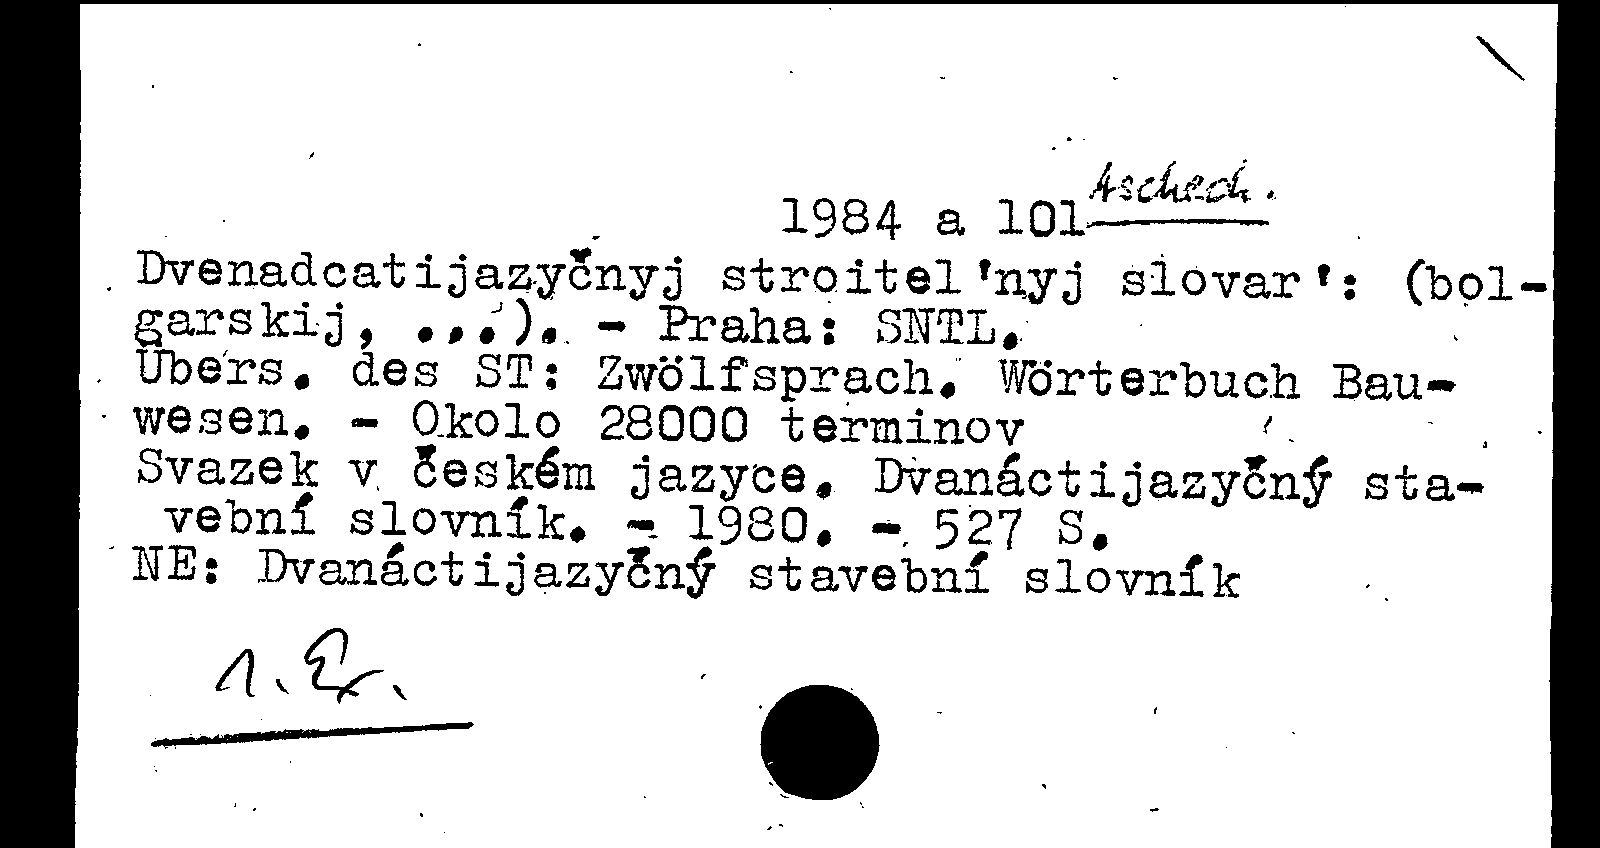 Aschech.
1984 a 101
Dvenadcatijazyčnyj stroitel'nyj slovar': (bol-
garskij, ...). - Praha: SNTL.
Übers. des ST: Zwölfsprach. Wörterbuch Bau-
wesen. - Okolo 28000 terminov
Svazek v českém jazyce. Dvanáctijazyčný sta-
vební slovník. - 1980. - 527 S.
NE: Dvanáctijazyčný stavební slovník
1. Ex.